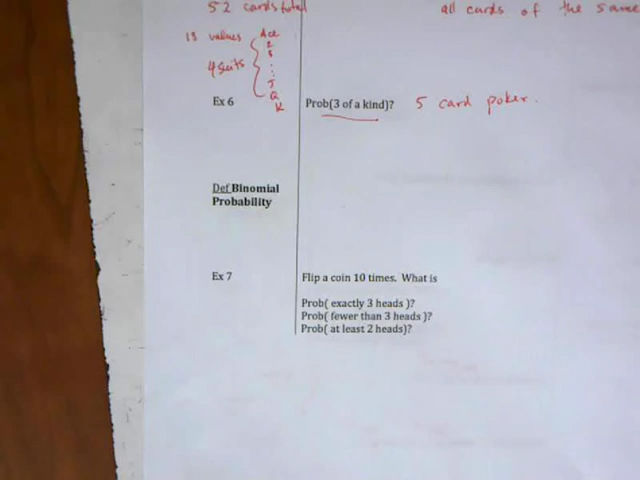 52 cards total
all cards of the same
13 values
Ace
2
3
4 suits
J
Q
K
Ex 6
Prob(3 of a kind)?
5 card poker.
Def Binomial
Probability
Ex 7
Flip a coin 10 times. What is
Prob( exactly 3 heads )?
Prob( fewer than 3 heads )?
Prob( at least 2 heads)?